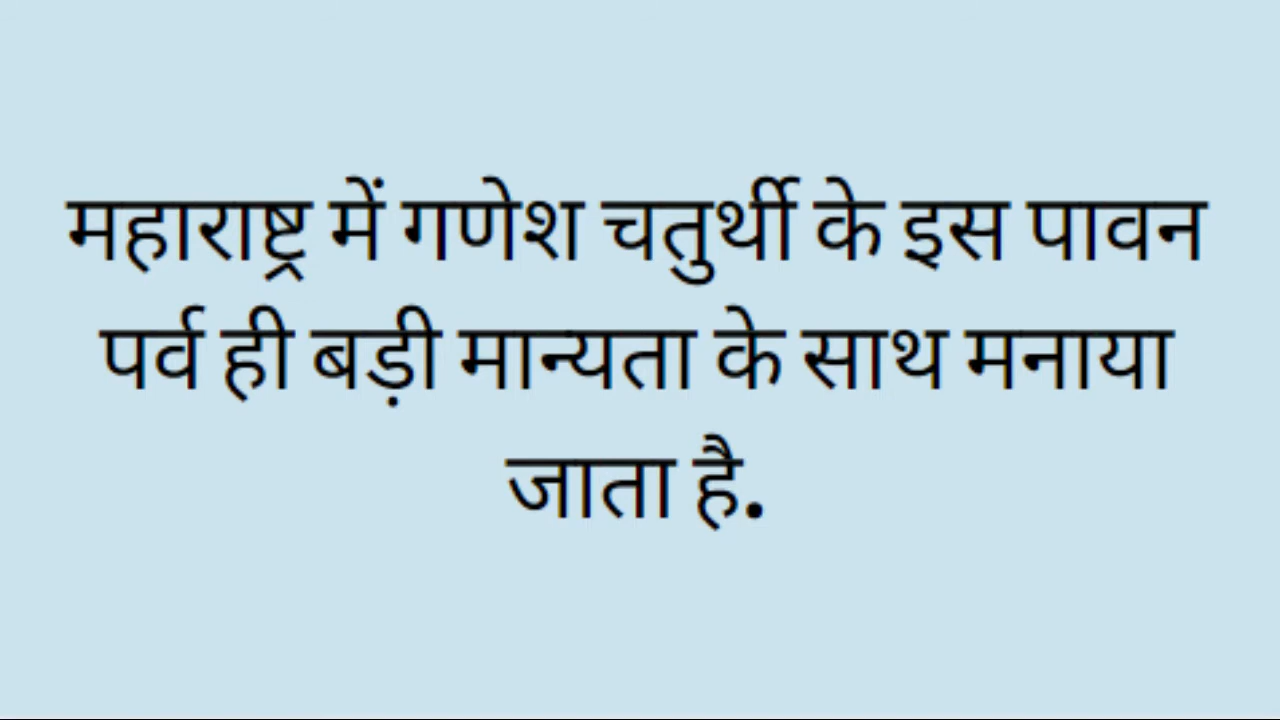 महाराष्ट्र में गणेश चतुर्थी के इस पावन
पर्व ही बड़ी मान्यता के साथ मनाया
जाता है.